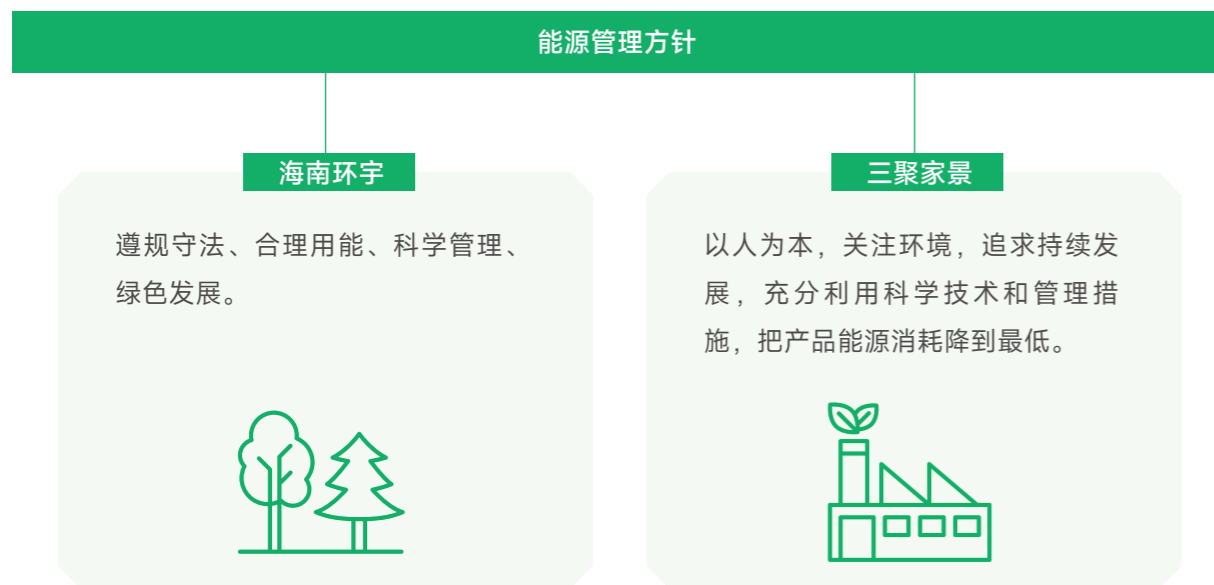 能源管理方针
海南环宇
遵规守法、合理用能、科学管理、
绿色发展。
三聚家景
以人为本，关注环境，追求持续发
展，充分利用科学技术和管理措
施，把产品能源消耗降到最低。